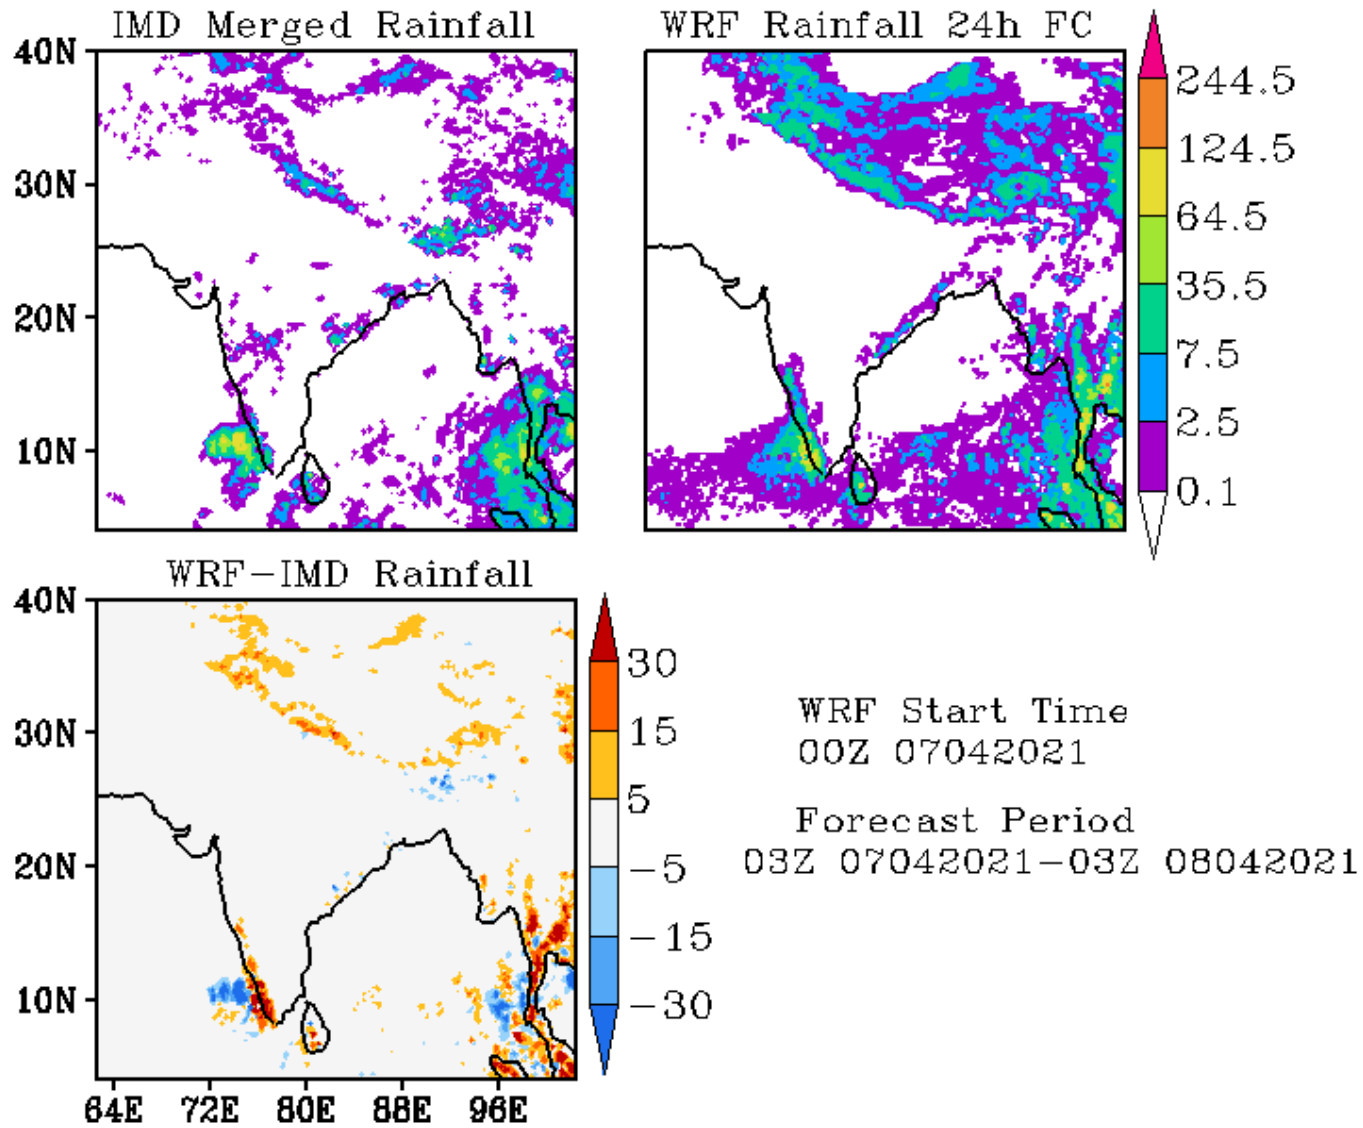 IMD Merged Rainfall
WRF Rainfall 24h FC
40N
30N
20N
10N
244.5
124.5
64.5
35.5
7.5
2.5
0.1
WRF-IMD Rainfall
40N
30N
20N
10N
64E 72E 80E 88E 96E
30
15
5
-5
-15
-30
WRF Start Time
00Z 07042021
Forecast Period
03Z 07042021-03Z 08042021